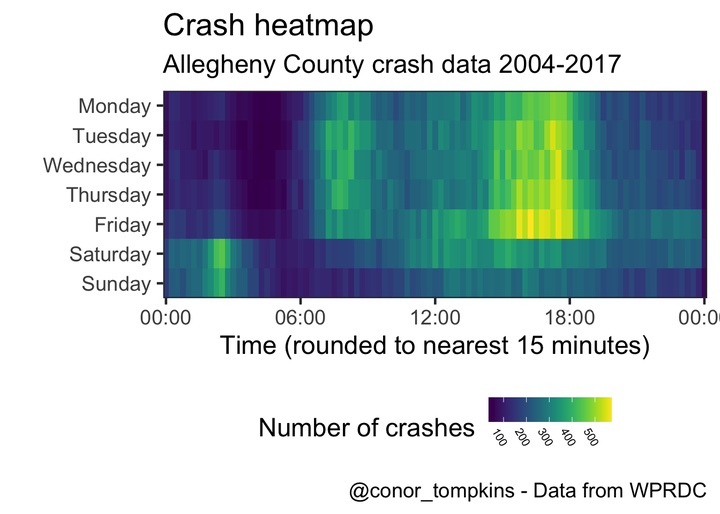 Crash heatmap
Allegheny County crash data 2004-2017
Monday
Tuesday
Wednesday
Thursday
Friday
Saturday
Sunday
00:00 06:00 12:00 18:00 00:0
Time (rounded to nearest 15 minutes)
Number of crashes
100 200 300 400 500
@conor_tompkins - Data from WPRDC